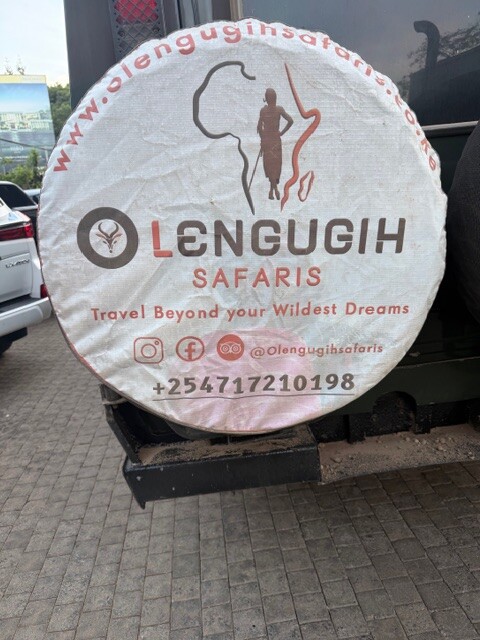 www.olengugihsafaris.co.ke
OLENGUGIH
SAFARIS
Travel Beyond your Wildest Dreams
@Olengugihsafaris
+254717210198